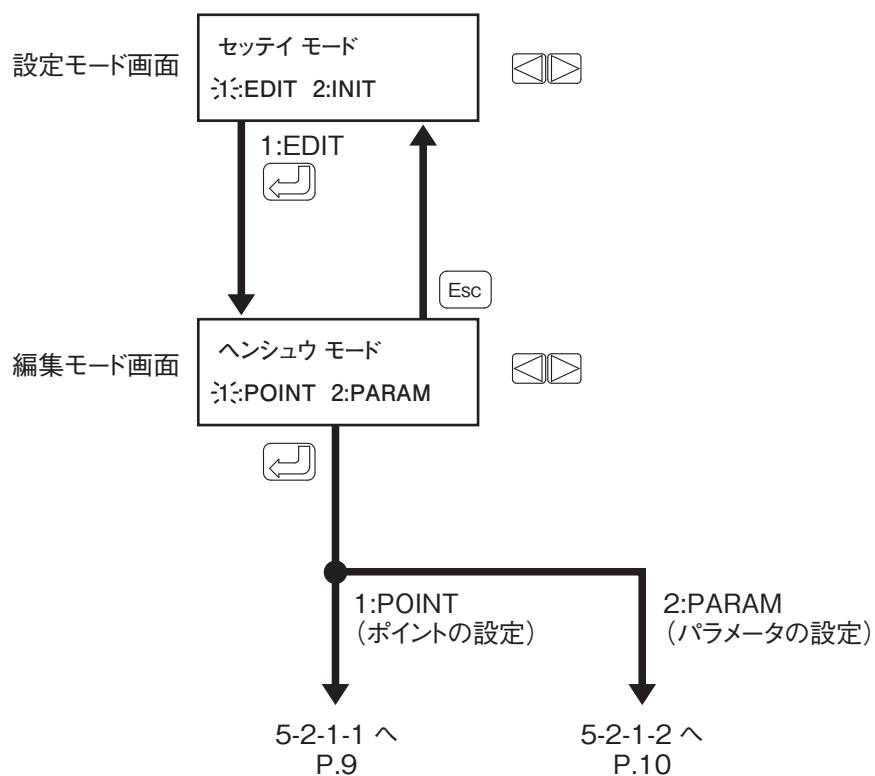 設定モード画面
セッテイ モード
1:EDIT 2:INIT
1:EDIT
Esc
編集モード画面
ヘンシュウ モード
1:POINT 2:PARAM
1:POINT
（ポイントの設定）
2:PARAM
（パラメータの設定）
5-2-1-1 へ
P.9
5-2-1-2 へ
P.10